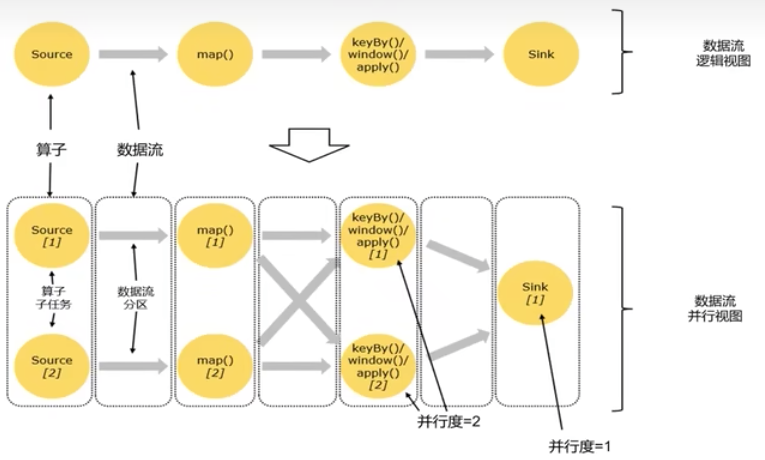 Source
map()
keyBy()/
window()/
apply()
Sink
数据流
逻辑视图
算子
数据流
Source
[1]
map()
[1]
keyBy()/
window()/
apply()
[1]
算子
子任务
数据流
分区
Sink
[1]
数据流
并行视图
Source
[2]
map()
[2]
keyBy()/
window()/
apply()
[2]
并行度=2
并行度=1